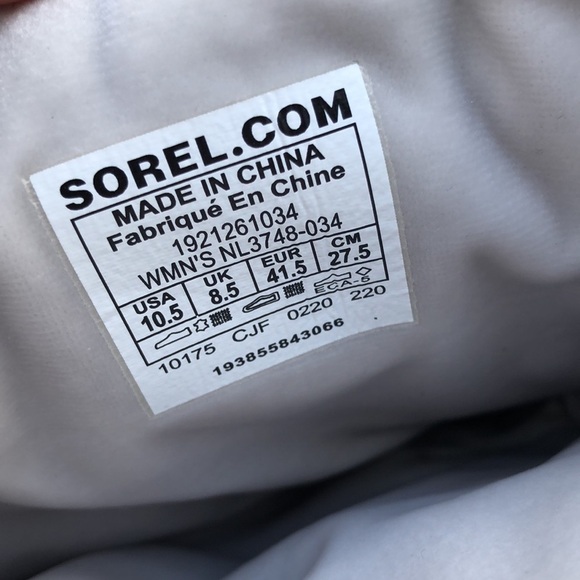 SOREL.COM
MADE IN CHINA
Fabriqué En Chine
1921261034
WMN'S NL3748-034
USA UK EUR CM
10.5 8.5 41.5 27.5
ECA-5
10175 CJF 0220 220
193855843066